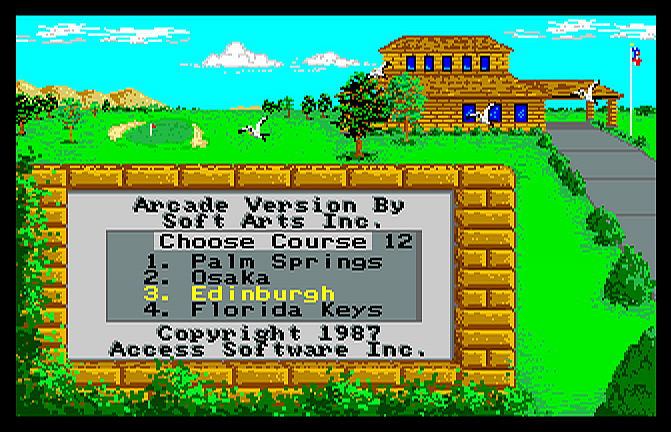 Arcade Version By
Soft Arts Inc.
Choose Course 12
1. Palm Springs
2. Osaka
3. Edinburgh
4. Florida Keys
Copyright 1987
Access Software Inc.